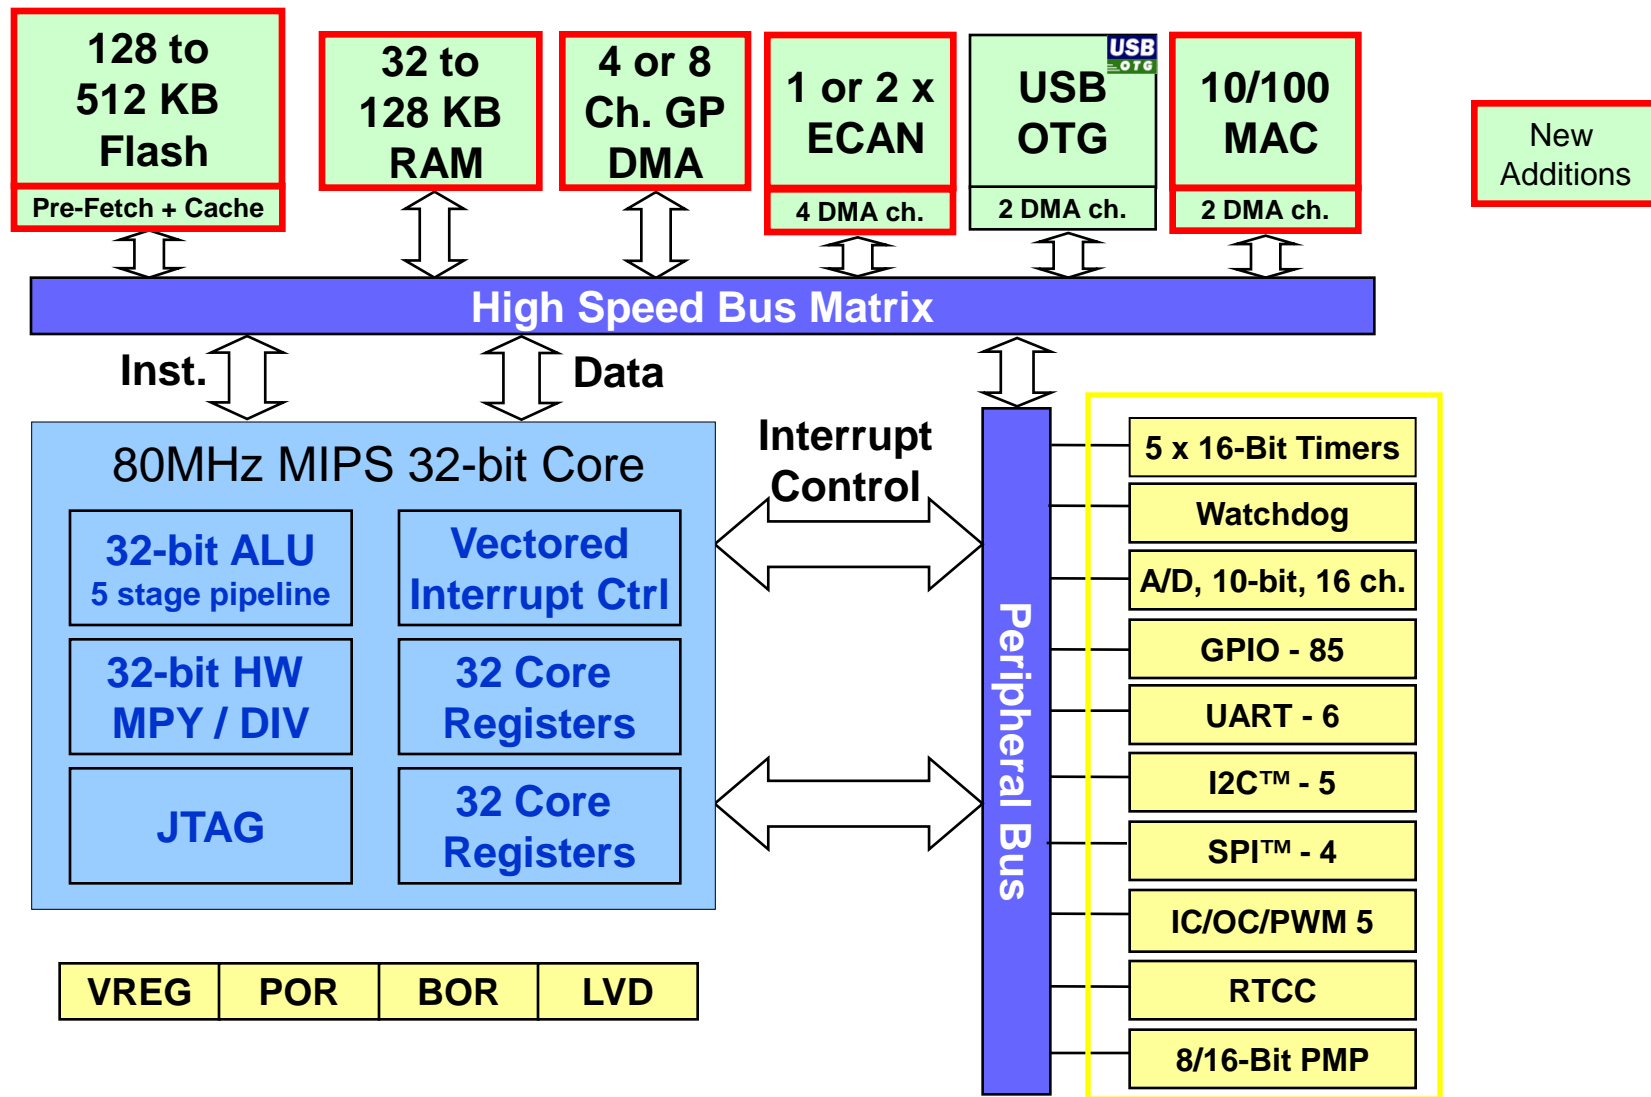 128 to
512 KB
Flash
Pre-Fetch + Cache
32 to
128 KB
RAM
4 or 8
Ch. GP
DMA
1 or 2 x
ECAN
4 DMA ch.
USB
OTG
USB
OTG
2 DMA ch.
10/100
MAC
2 DMA ch.
New
Additions
High Speed Bus Matrix
Inst.
Data
80MHz MIPS 32-bit Core
32-bit ALU
5 stage pipeline
Vectored
Interrupt Ctrl
32-bit HW
MPY / DIV
32 Core
Registers
JTAG
32 Core
Registers
Interrupt
Control
Peripheral Bus
5 x 16-Bit Timers
Watchdog
A/D, 10-bit, 16 ch.
GPIO - 85
UART - 6
I2C™ - 5
SPI™ - 4
IC/OC/PWM 5
RTCC
8/16-Bit PMP
VREG
POR
BOR
LVD